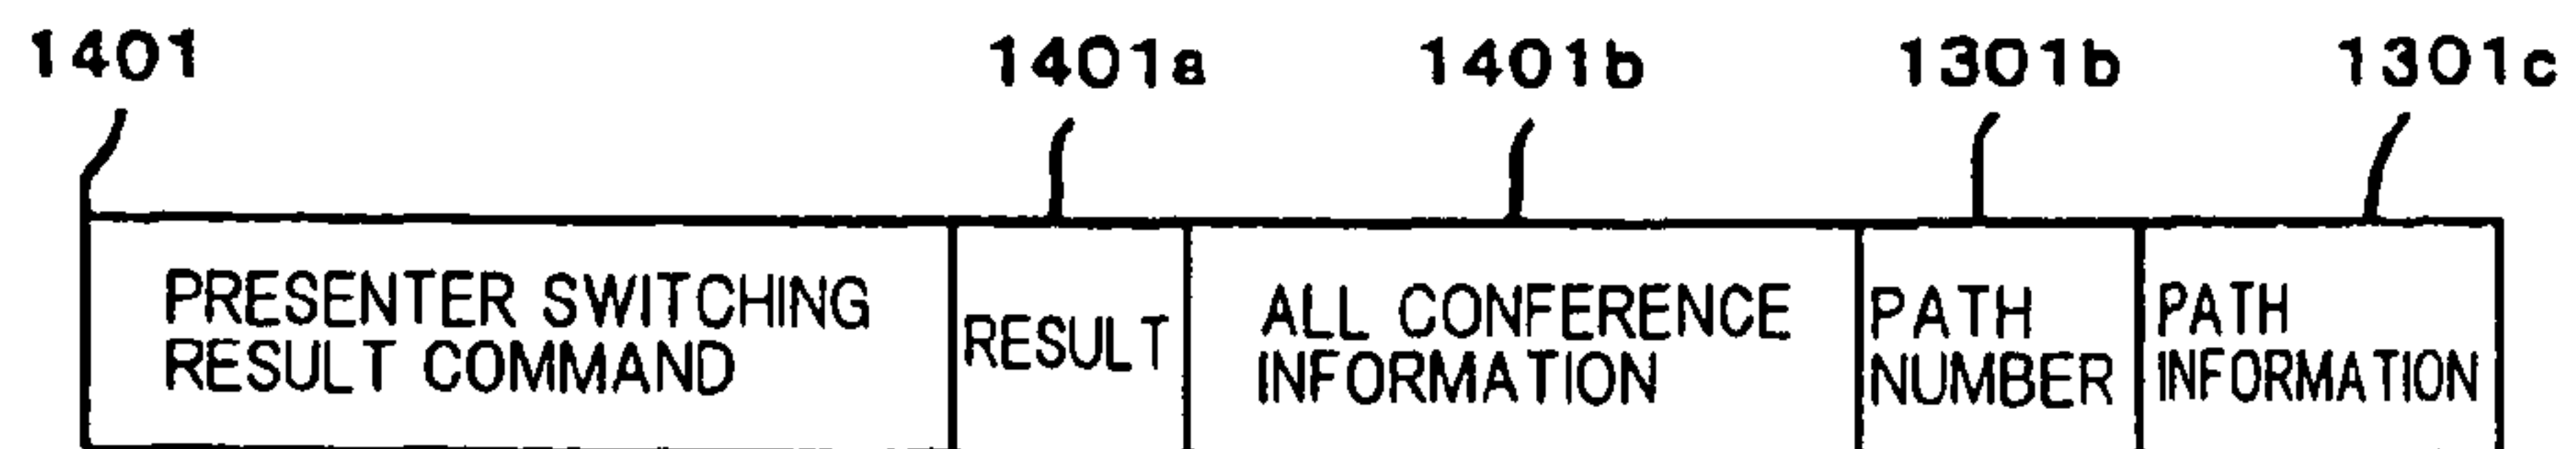 1401 1401a 1401b 1301b 1301c
PRESENTER SWITCHING
RESULT COMMAND
RESULT
ALL CONFERENCE
INFORMATION
PATH
NUMBER
PATH
INFORMATION